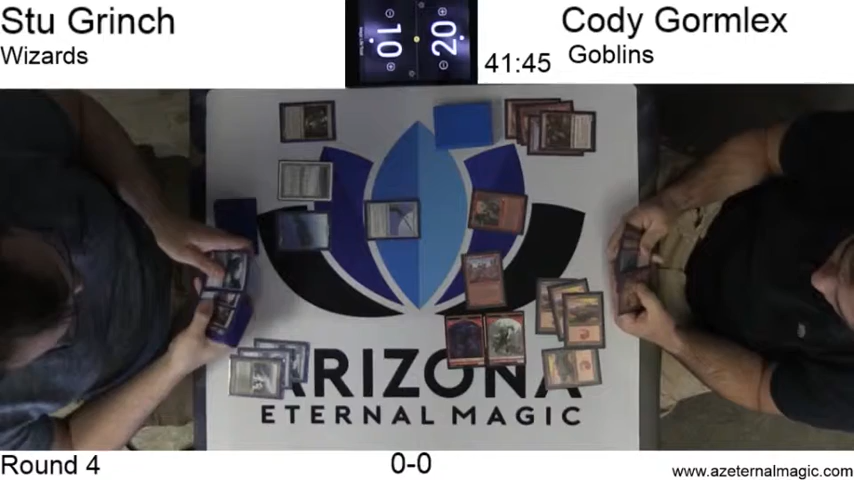 Stu Grinch
Wizards
10
20
41:45
Cody Gormlex
Goblins
ARIZONA
ETERNAL MAGIC
Round 4
0-0
www.azeternalmagic.com